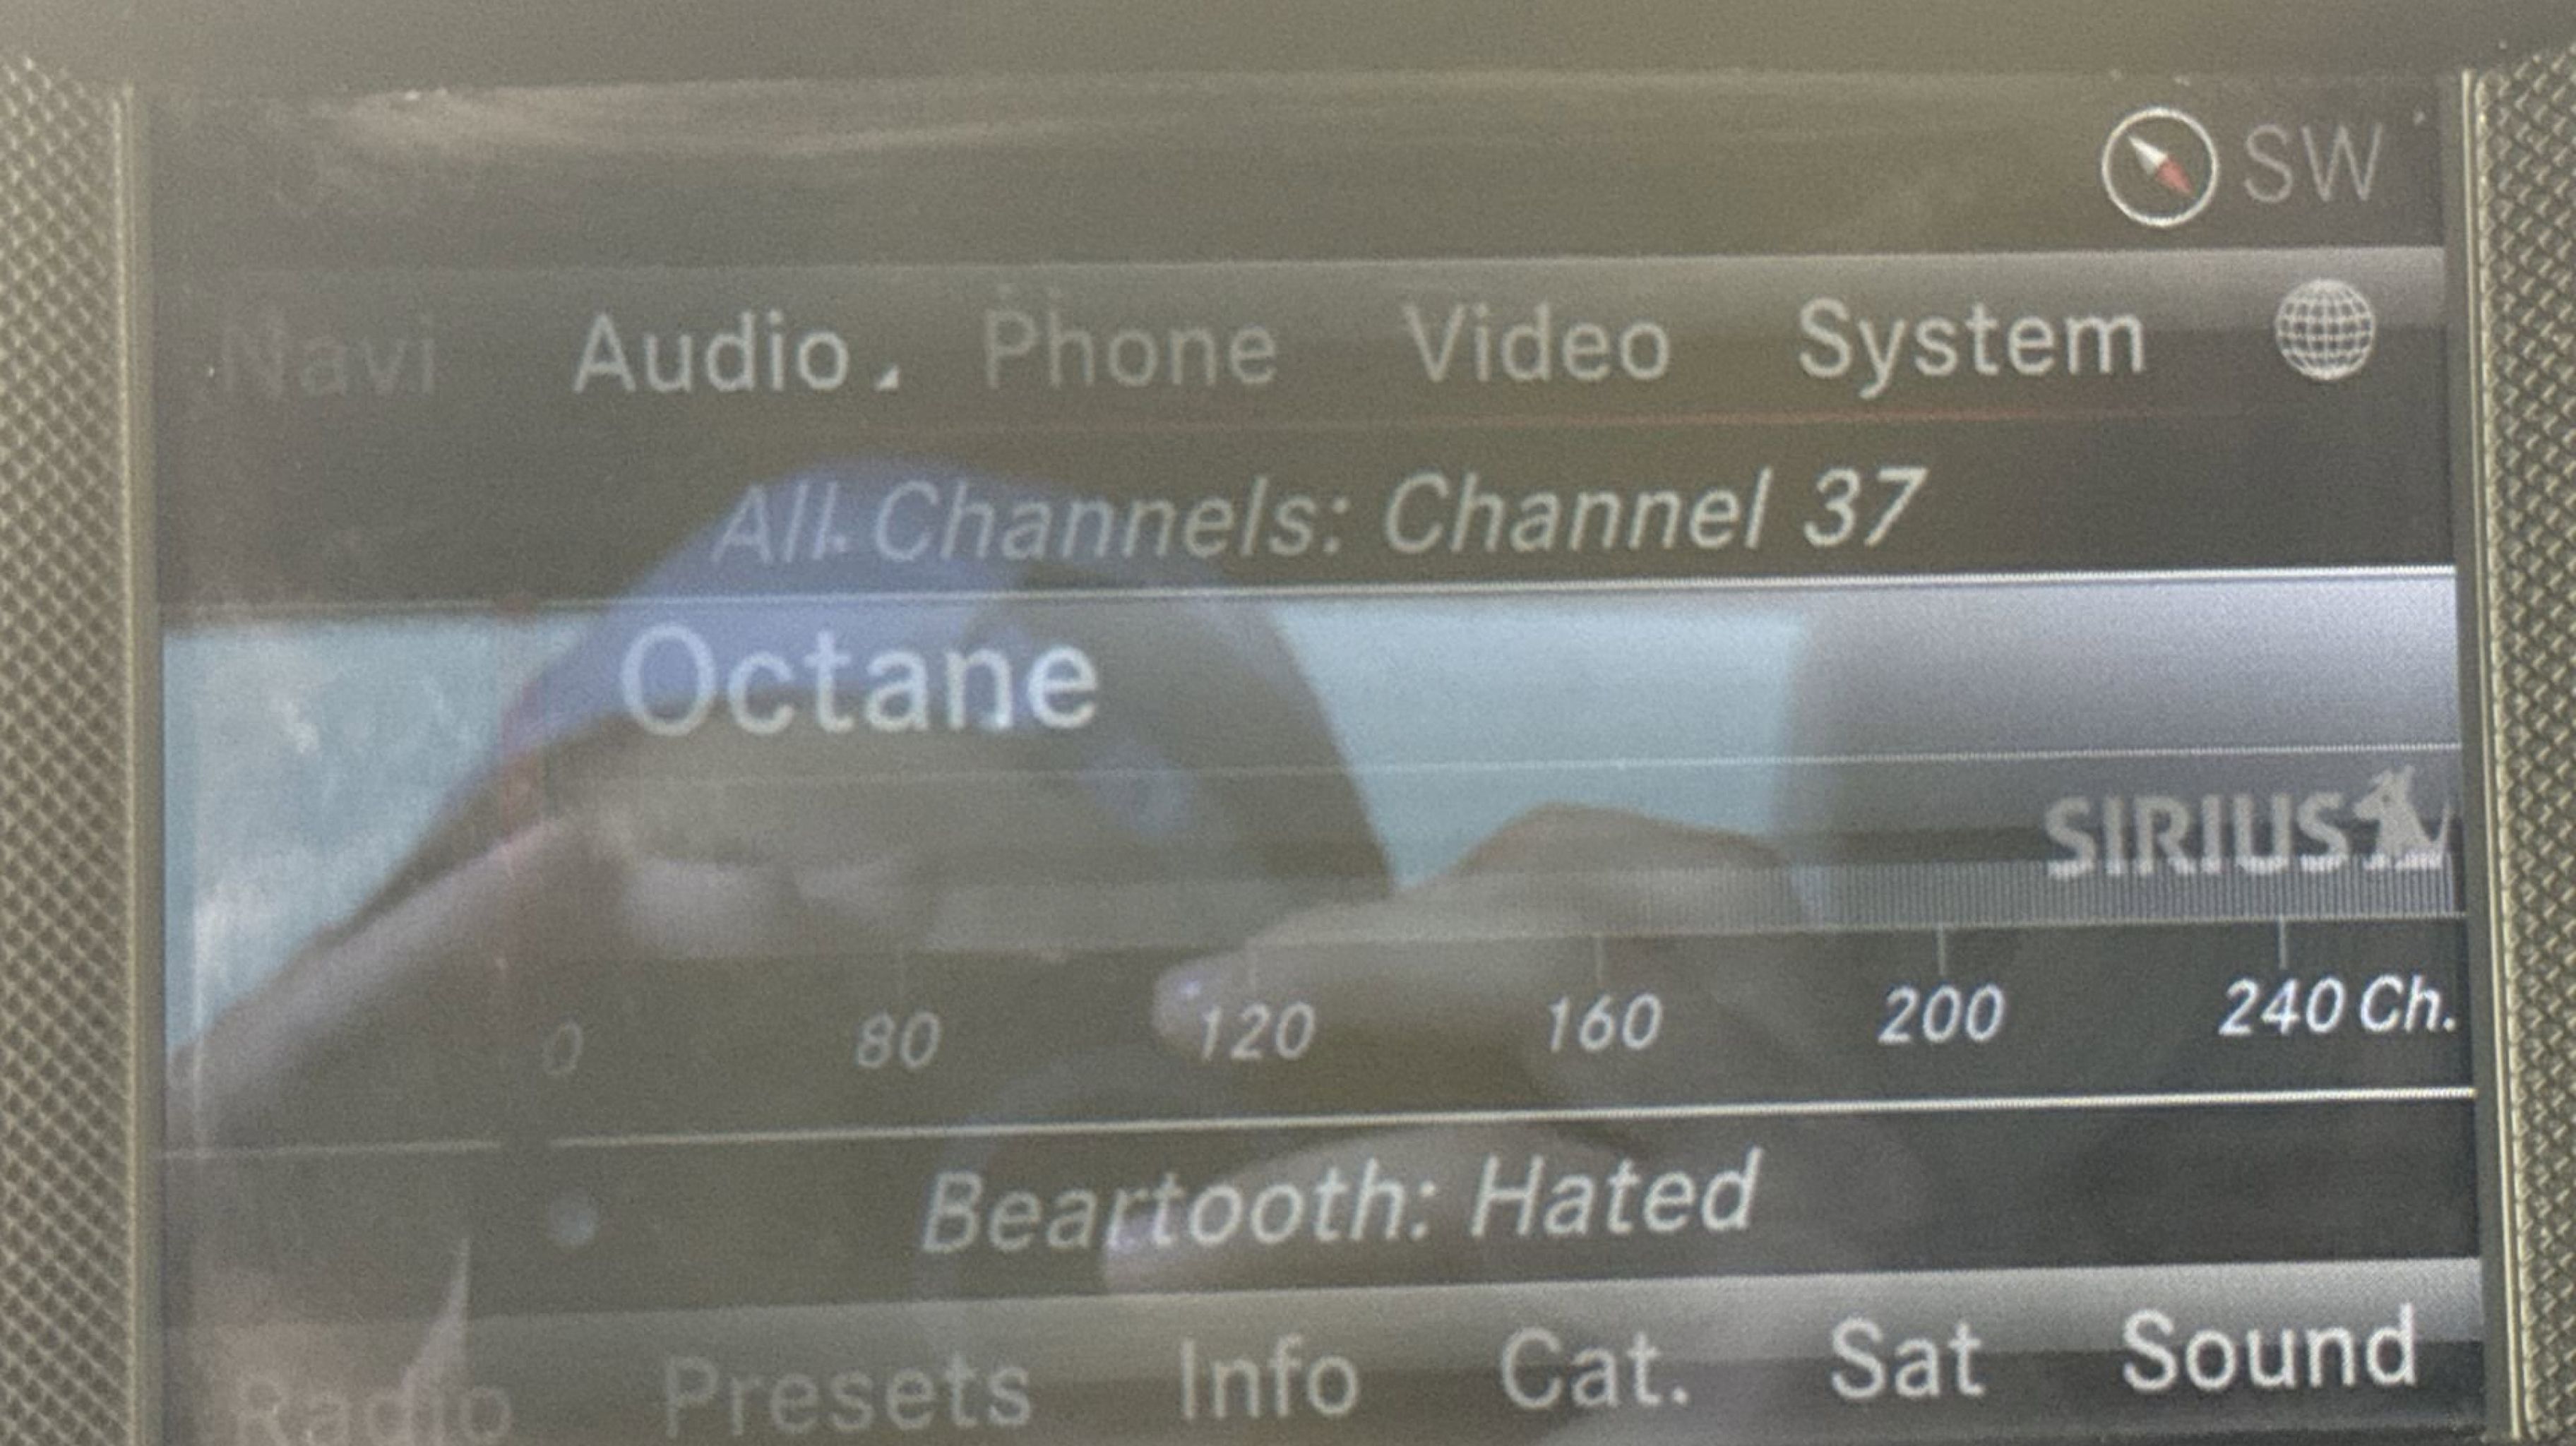 SW
Navi Audio Phone Video System
All Channels: Channel 37
Octane
SIRIUS
0 80 120 160 200 240 Ch.
Beartooth: Hated
Radio Presets Info Cat. Sat Sound